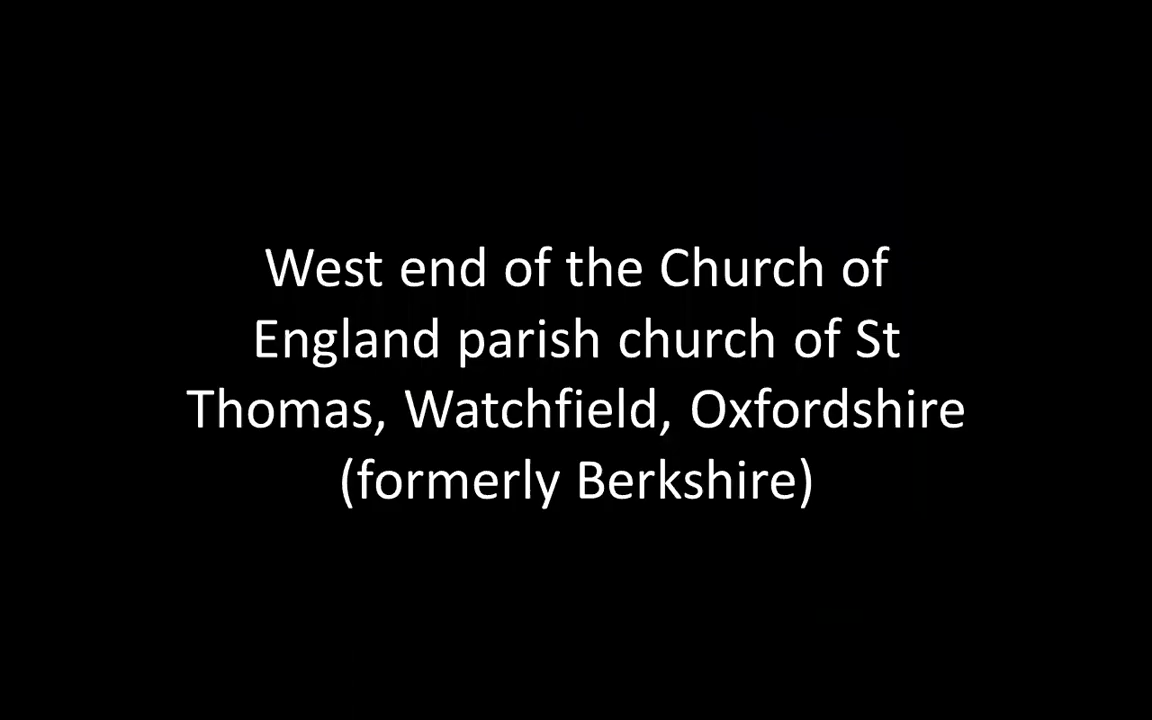 West end of the Church of
England parish church of St
Thomas, Watchfield, Oxfordshire
(formerly Berkshire)